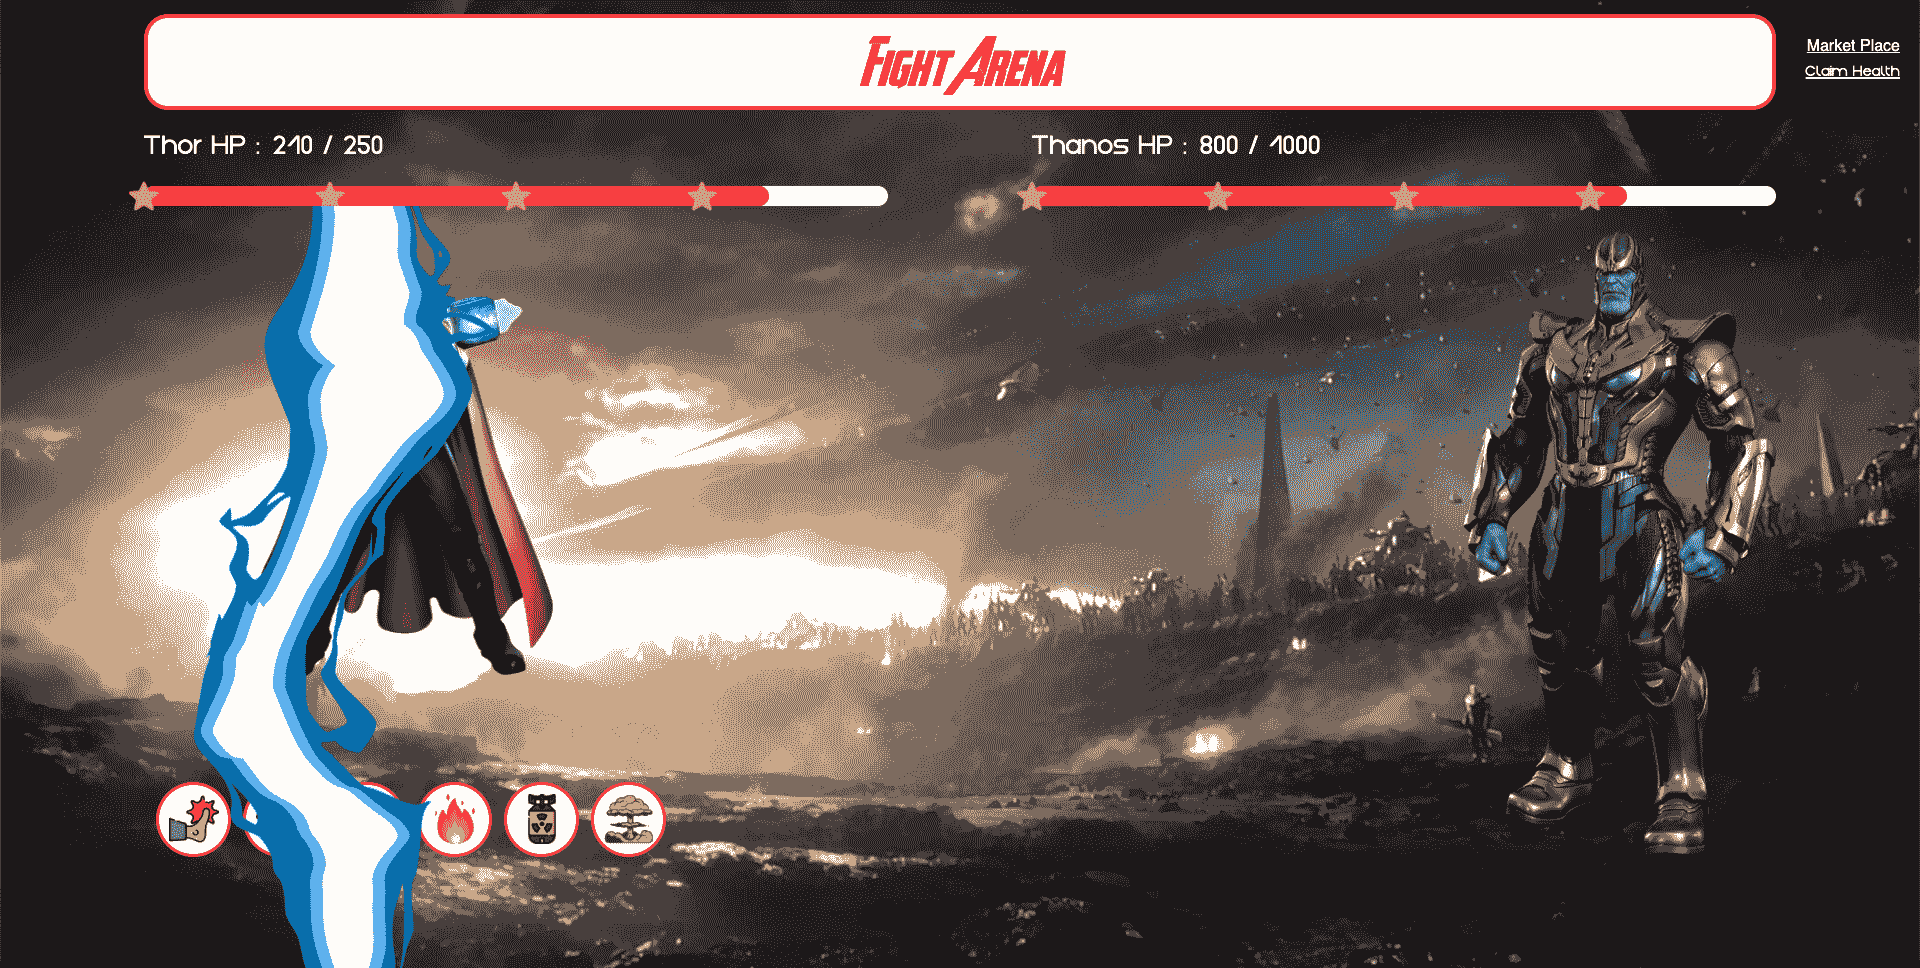 FIGHT ARENA
Market Place
Claim Health
Thor HP : 210 / 250
Thanos HP : 800 / 1000